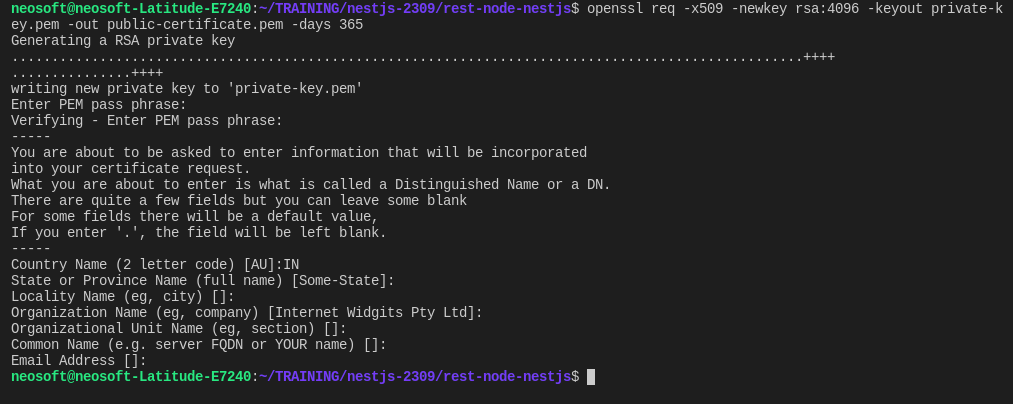 neosoft@neosoft-Latitude-E7240:~/TRAINING/nestjs-2309/rest-node-nestjs$ openssl req -x509 -newkey rsa:4096 -keyout private-k
ey.pem -out public-certificate.pem -days 365
Generating a RSA private key
...................................................................................................++++
...............++++
writing new private key to 'private-key.pem'
Enter PEM pass phrase:
Verifying - Enter PEM pass phrase:
-----
You are about to be asked to enter information that will be incorporated
into your certificate request.
What you are about to enter is what is called a Distinguished Name or a DN.
There are quite a few fields but you can leave some blank
For some fields there will be a default value,
If you enter '.', the field will be left blank.
-----
Country Name (2 letter code) [AU]:IN
State or Province Name (full name) [Some-State]:
Locality Name (eg, city) []:
Organization Name (eg, company) [Internet Widgits Pty Ltd]:
Organizational Unit Name (eg, section) []:
Common Name (e.g. server FQDN or YOUR name) []:
Email Address []:
neosoft@neosoft-Latitude-E7240:~/TRAINING/nestjs-2309/rest-node-nestjs$